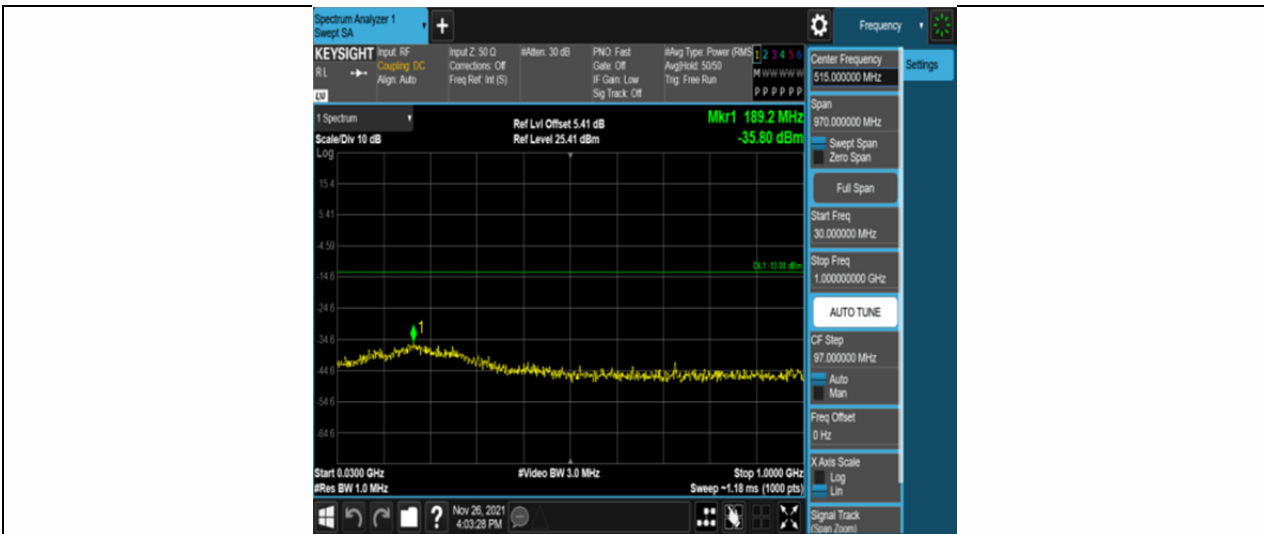 Spectrum Analyzer 1
Swept SA
Frequency
KEYSIGHT
RL
Input: RF
Coupling: DC
Align: Auto
Input Z: 50 Ω
Corrections: Off
Freq Ref: Int (S)
#Atten: 30 dB
PNO: Fast
Gate: Off
IF Gain: Low
Sig Track: Off
#Avg Type: Power (RMS
Avg|Hold: 50/50
Trig: Free Run
1 2 3 4 5 6
M W W W W W
P P P P P P
1 Spectrum
Scale/Div 10 dB
Log
Ref Lvl Offset 5.41 dB
Ref Level 25.41 dBm
Mkr1 189.2 MHz
-35.80 dBm
15.4
5.41
-4.59
DL1 -13.00 dBm
-14.6
-24.6
1
-34.6
-44.6
-54.6
-64.6
Start 0.0300 GHz
#Res BW 1.0 MHz
#Video BW 3.0 MHz
Stop 1.0000 GHz
Sweep ~1.18 ms (1000 pts)
?
Nov 26, 2021
4:03:28 PM
Center Frequency
515.000000 MHz
Settings
Span
970.000000 MHz
Swept Span
Zero Span
Full Span
Start Freq
30.000000 MHz
Stop Freq
1.000000000 GHz
AUTO TUNE
CF Step
97.000000 MHz
Auto
Man
Freq Offset
0 Hz
X Axis Scale
Log
Lin
Signal Track
(Span Zoom)